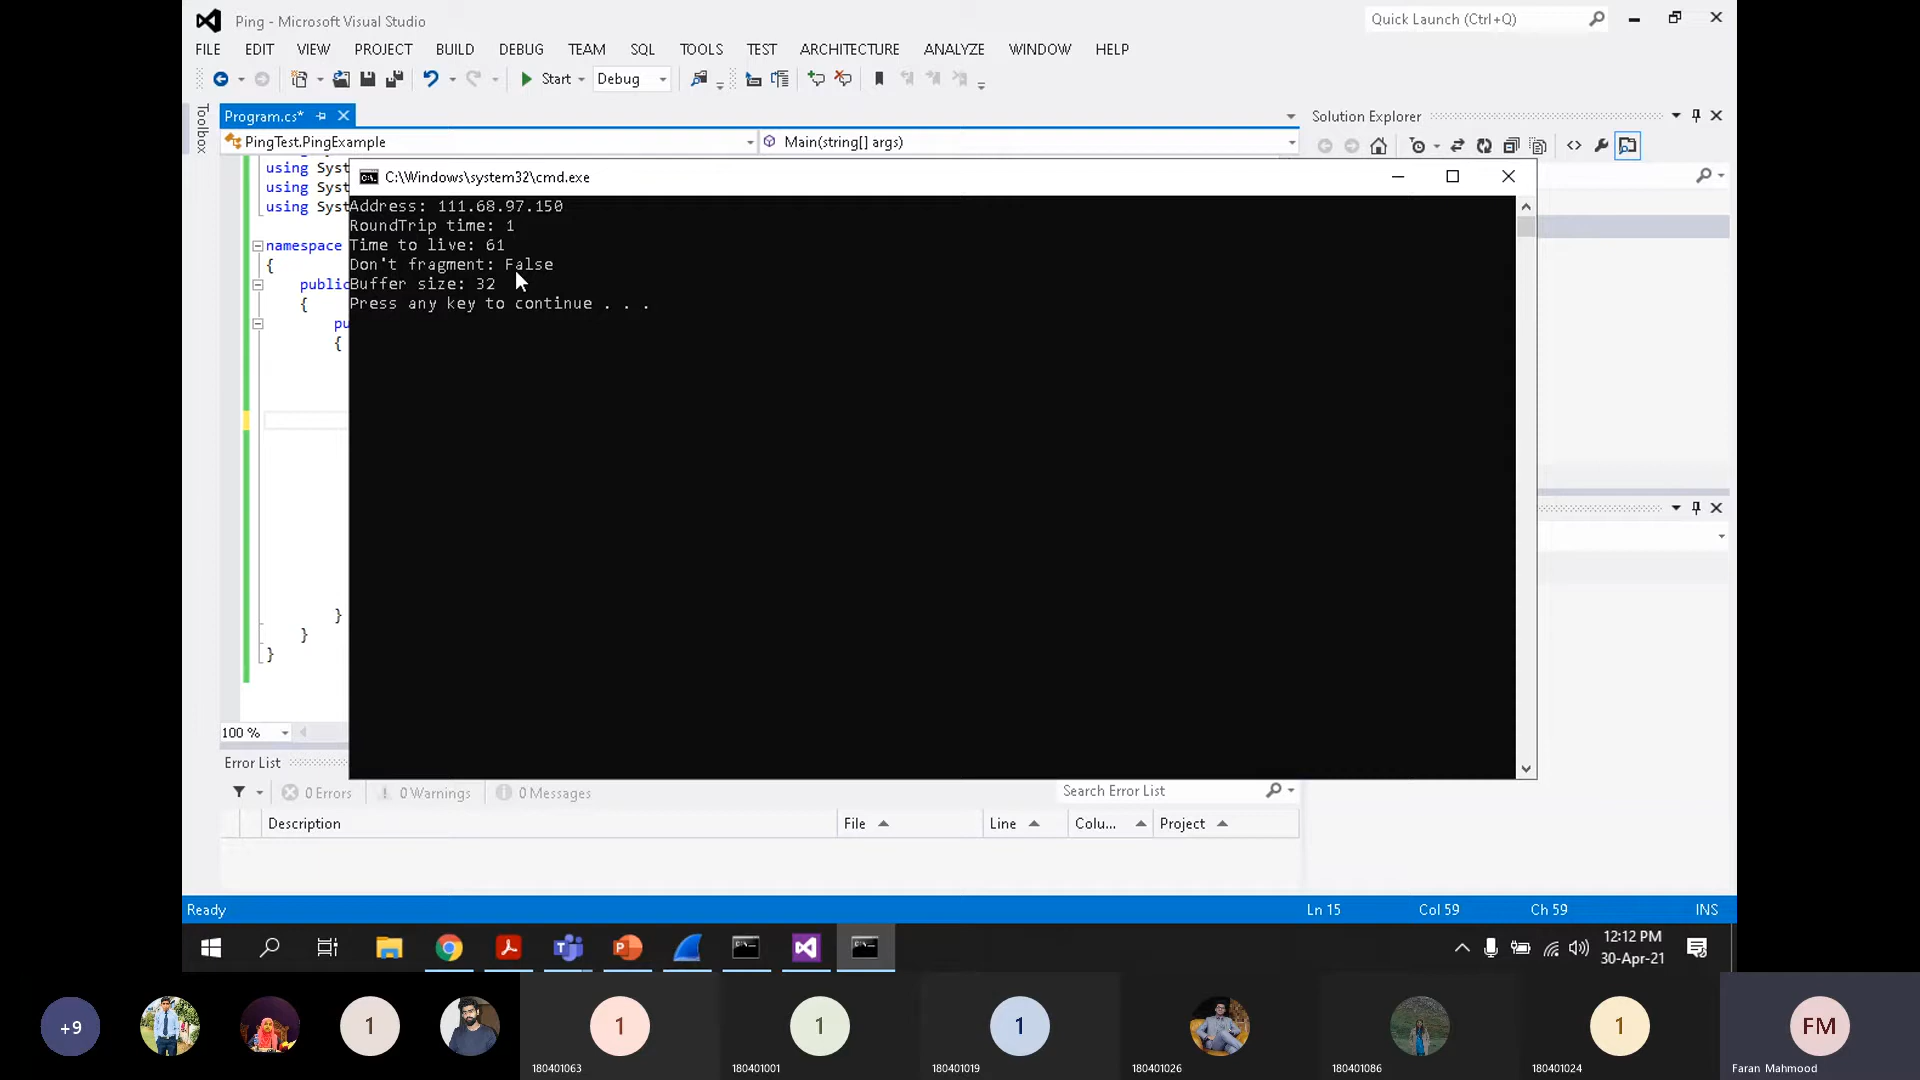 Ping - Microsoft Visual Studio
Quick Launch (Ctrl+Q)
FILE EDIT VIEW PROJECT BUILD DEBUG TEAM SQL TOOLS TEST ARCHITECTURE ANALYZE WINDOW HELP
Start Debug
Toolbox
Program.cs*
Solution Explorer
PingTest.PingExample
Main(string[] args)
using Syst
using Syst
using Syst
namespace
{
public
{
pu
{
}
}
}
C:\Windows\system32\cmd.exe
Address: 111.68.97.150
RoundTrip time: 1
Time to live: 61
Don't fragment: False
Buffer size: 32
Press any key to continue . . .
100 %
Error List
0 Errors
0 Warnings
0 Messages
Search Error List
Description File Line Colu... Project
Ready
Ln 15 Col 59 Ch 59 INS
12:12 PM
30-Apr-21
+9
1
1
1
1
1
FM
180401063
180401001
180401019
180401026
180401086
180401024
Faran Mahmood